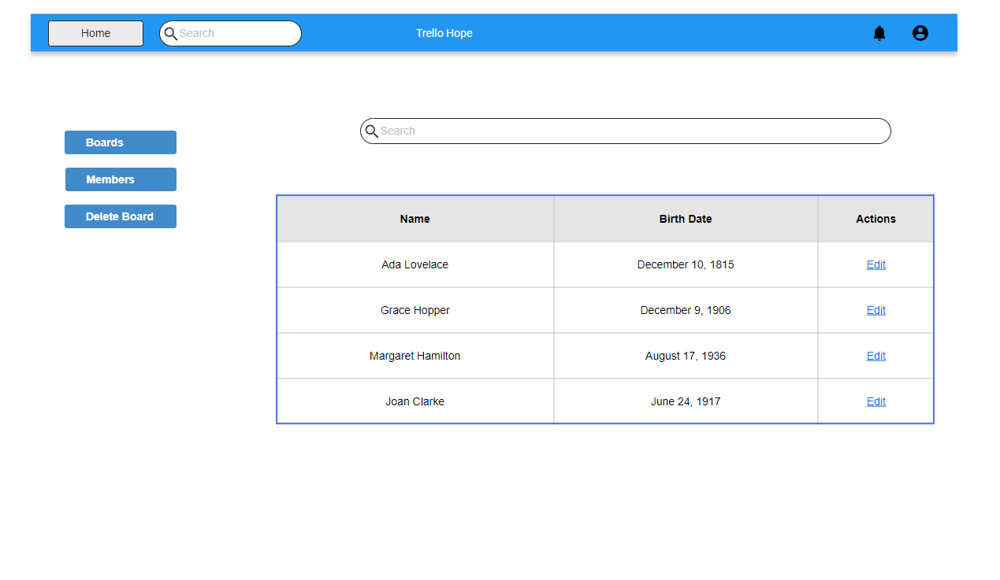 Home Search Trello Hope
Search
Boards
Members
Delete Board
Name Birth Date Actions
Ada Lovelace December 10, 1815 Edit
Grace Hopper December 9, 1906 Edit
Margaret Hamilton August 17, 1936 Edit
Joan Clarke June 24, 1917 Edit